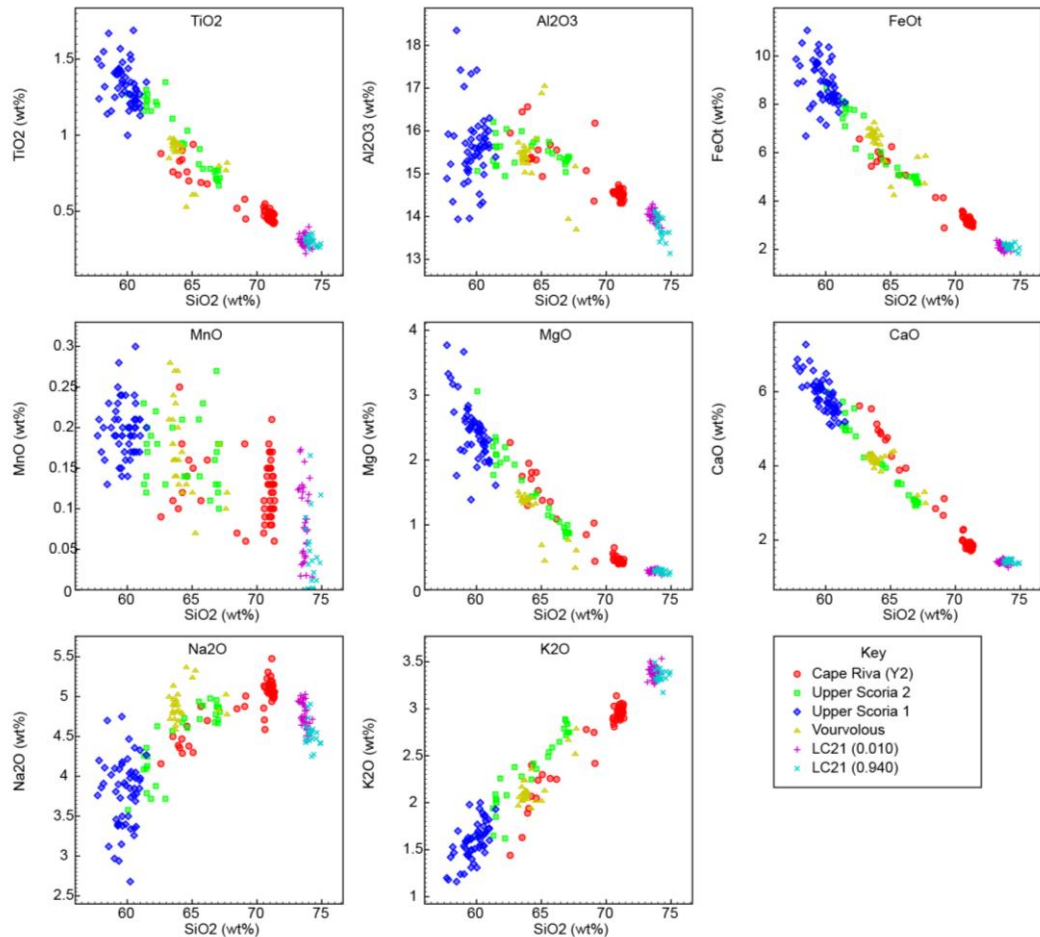 TiO2
TiO2 (wt%)
1.5
1
0.5
60
65
70
75
SiO2 (wt%)
Al2O3
Al2O3 (wt%)
18
17
16
15
14
13
60
65
70
75
SiO2 (wt%)
FeOt
FeOt (wt%)
10
8
6
4
2
60
65
70
75
SiO2 (wt%)
MnO
MnO (wt%)
0.3
0.25
0.2
0.15
0.1
0.05
0
60
65
70
75
SiO2 (wt%)
MgO
MgO (wt%)
4
3
2
1
0
60
65
70
75
SiO2 (wt%)
CaO
CaO (wt%)
6
4
2
60
65
70
75
SiO2 (wt%)
Na2O
Na2O (wt%)
5.5
5
4.5
4
3.5
3
2.5
60
65
70
75
SiO2 (wt%)
K2O
K2O (wt%)
3.5
3
2.5
2
1.5
1
60
65
70
75
SiO2 (wt%)
Key
Cape Riva (Y2)
Upper Scoria 2
Upper Scoria 1
Vourvolous
LC21 (0.010)
LC21 (0.940)